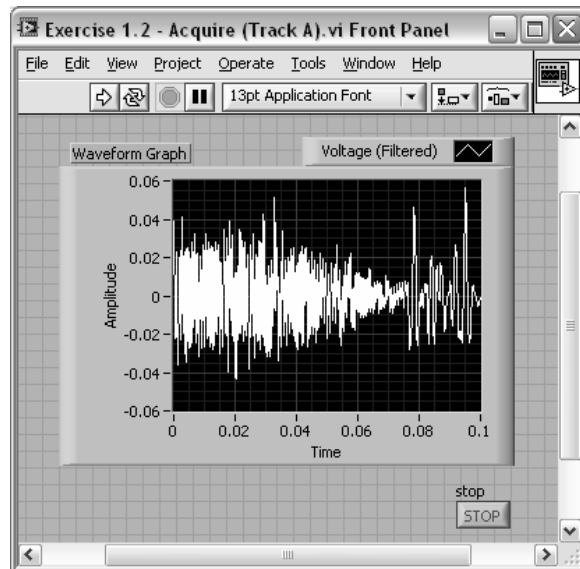 Exercise 1.2 - Acquire (Track A).vi Front Panel
File Edit View Project Operate Tools Window Help
13pt Application Font
Waveform Graph
Voltage (Filtered)
0.06
0.04
0.02
0
-0.02
-0.04
-0.06
Amplitude
0 0.02 0.04 0.06 0.08 0.1
Time
stop
STOP